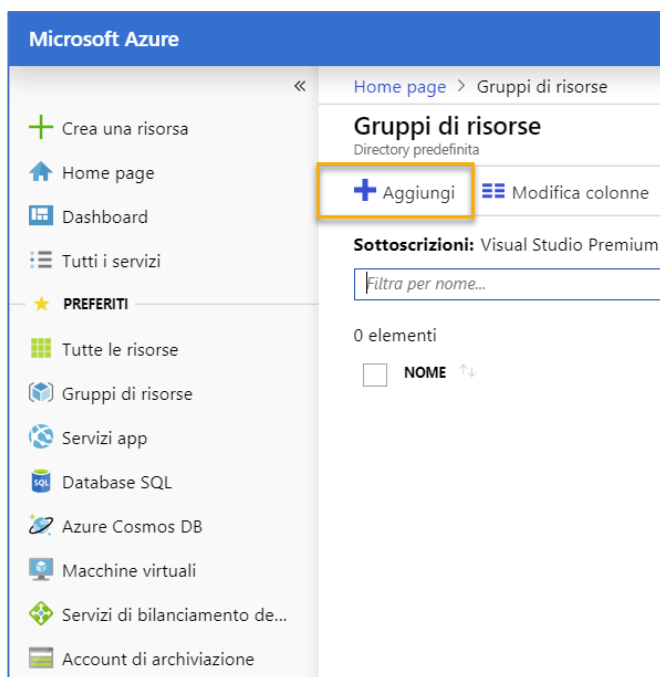 Microsoft Azure
«
Crea una risorsa
Home page
Dashboard
Tutti i servizi
PREFERITI
Tutte le risorse
Gruppi di risorse
Servizi app
SQL
Database SQL
Azure Cosmos DB
Macchine virtuali
Servizi di bilanciamento de...
Account di archiviazione
Home page > Gruppi di risorse
Gruppi di risorse
Directory predefinita
Aggiungi Modifica colonne
Sottoscrizioni: Visual Studio Premium
Filtra per nome...
0 elementi
NOME ↑↓